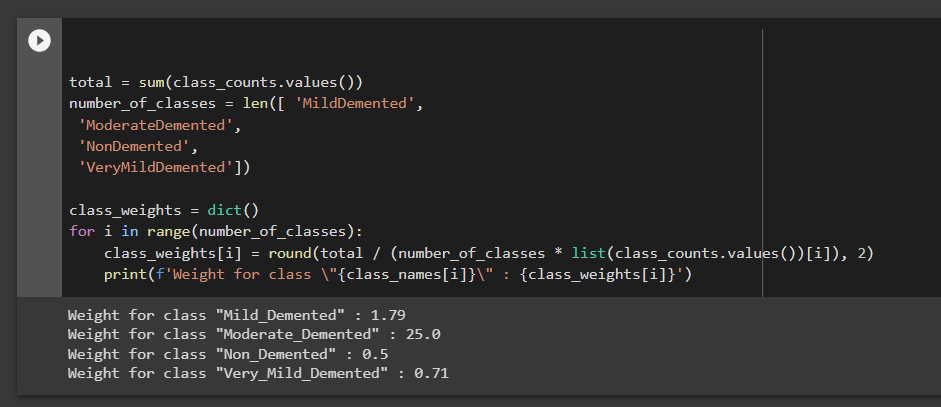 total = sum(class_counts.values())
number_of_classes = len([ 'MildDemented',
 'ModerateDemented',
 'NonDemented',
 'VeryMildDemented'])
class_weights = dict()
for i in range(number_of_classes):
    class_weights[i] = round(total / (number_of_classes * list(class_counts.values())[i]), 2)
    print(f'Weight for class \"{class_names[i]}\" : {class_weights[i]}')
Weight for class "Mild_Demented" : 1.79
Weight for class "Moderate_Demented" : 25.0
Weight for class "Non_Demented" : 0.5
Weight for class "Very_Mild_Demented" : 0.71